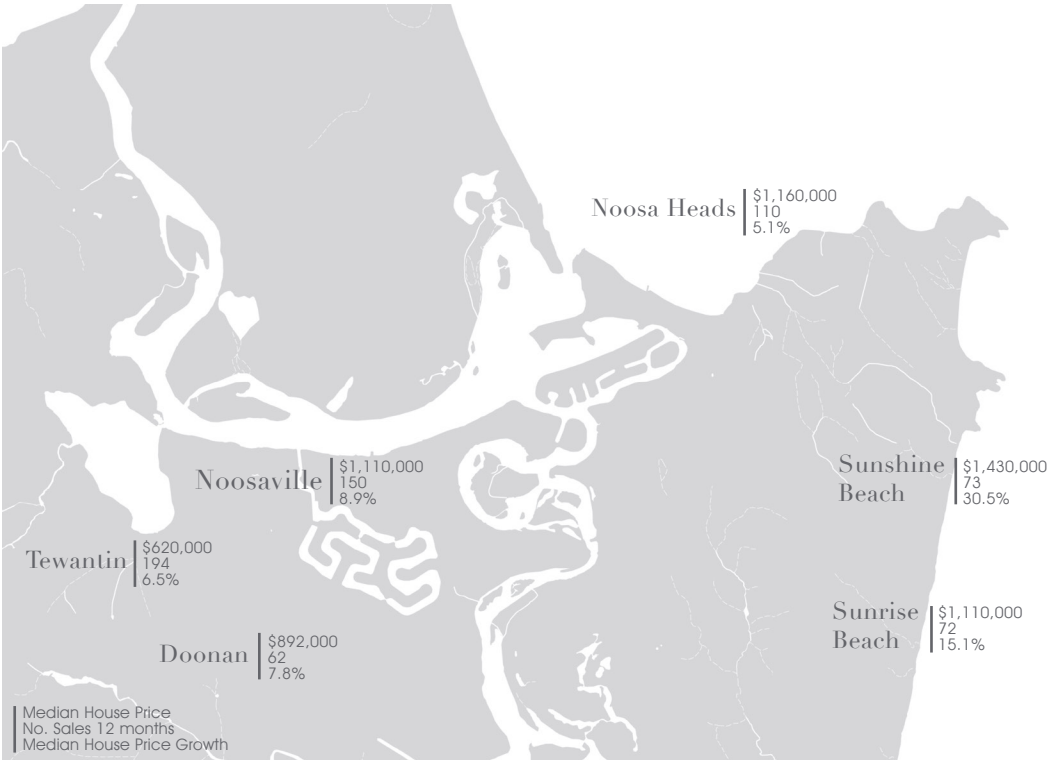 Noosa Heads
$1,160,000
110
5.1%
Noosaville
$1,110,000
150
8.9%
Sunshine
Beach
$1,430,000
73
30.5%
Tewantin
$620,000
194
6.5%
Sunrise
Beach
$1,110,000
72
15.1%
Doonan
$892,000
62
7.8%
Median House Price
No. Sales 12 months
Median House Price Growth